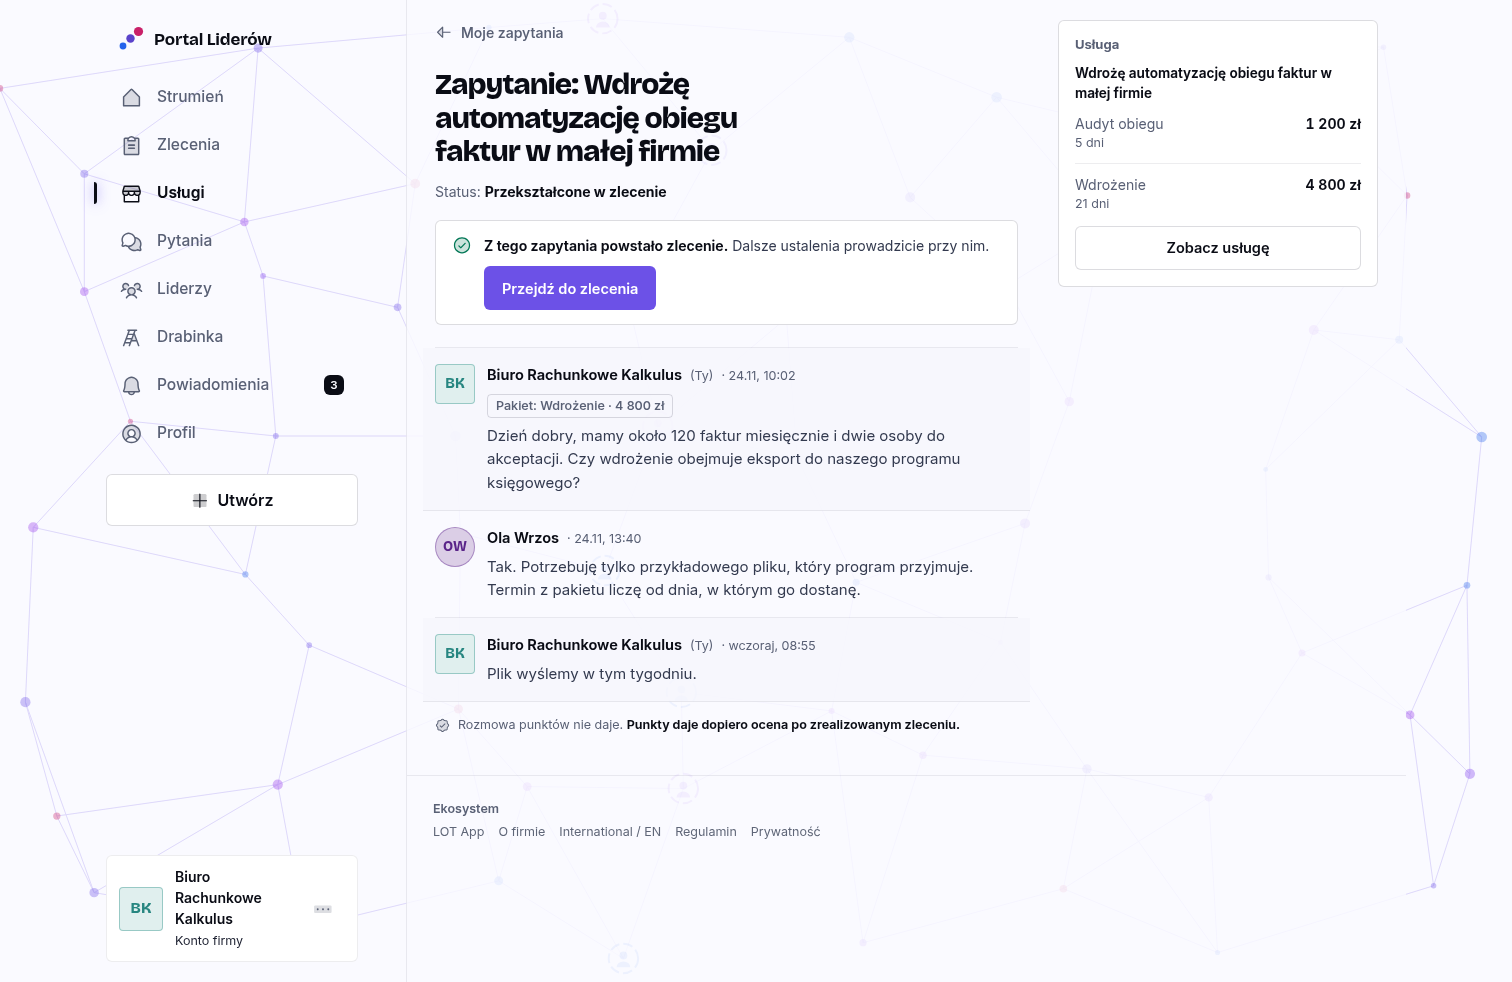 Portal Liderów
Strumień
Zlecenia
Usługi
Pytania
Liderzy
Drabinka
Powiadomienia 3
Profil
Utwórz
BK
Biuro
Rachunkowe
Kalkulus
Konto firmy
Moje zapytania
Zapytanie: Wdrożę
automatyzację obiegu
faktur w małej firmie
Status: Przekształcone w zlecenie
Z tego zapytania powstało zlecenie. Dalsze ustalenia prowadzicie przy nim.
Przejdź do zlecenia
BK
Biuro Rachunkowe Kalkulus (Ty) · 24.11, 10:02
Pakiet: Wdrożenie · 4 800 zł
Dzień dobry, mamy około 120 faktur miesięcznie i dwie osoby do
akceptacji. Czy wdrożenie obejmuje eksport do naszego programu
księgowego?
OW
Ola Wrzos · 24.11, 13:40
Tak. Potrzebuję tylko przykładowego pliku, który program przyjmuje.
Termin z pakietu liczę od dnia, w którym go dostanę.
BK
Biuro Rachunkowe Kalkulus (Ty) · wczoraj, 08:55
Plik wyślemy w tym tygodniu.
Rozmowa punktów nie daje. Punkty daje dopiero ocena po zrealizowanym zleceniu.
Ekosystem
LOT App O firmie International / EN Regulamin Prywatność
Usługa
Wdrożę automatyzację obiegu faktur w
małej firmie
Audyt obiegu 1 200 zł
5 dni
Wdrożenie 4 800 zł
21 dni
Zobacz usługę